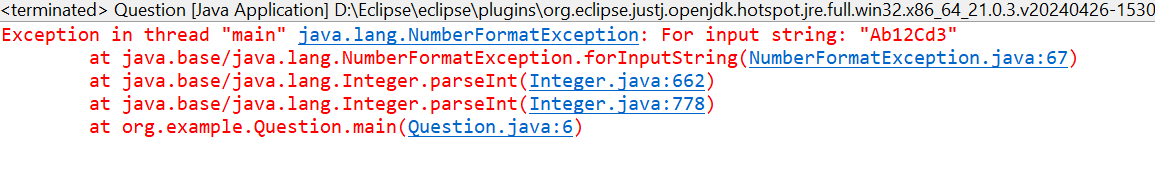 <terminated> Question [Java Application] D:\Eclipse\eclipse\plugins\org.eclipse.justj.openjdk.hotspot.jre.full.win32.x86_64_21.0.3.v20240426-1530
Exception in thread "main" java.lang.NumberFormatException: For input string: "Ab12Cd3"
at java.base/java.lang.NumberFormatException.forInputString(NumberFormatException.java:67)
at java.base/java.lang.Integer.parseInt(Integer.java:662)
at java.base/java.lang.Integer.parseInt(Integer.java:778)
at org.example.Question.main(Question.java:6)